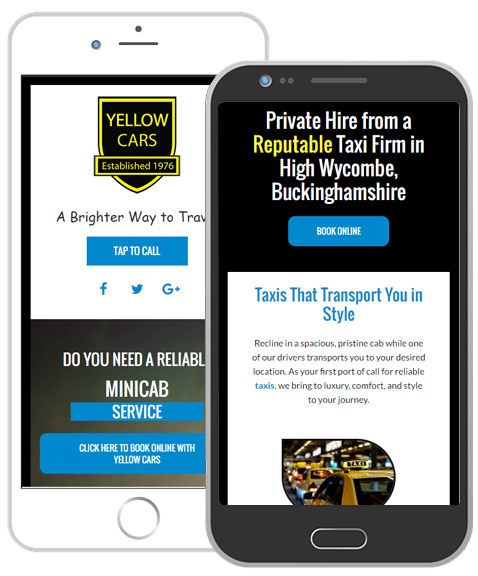 YELLOW
CARS
Established 1976
A Brighter Way to Trav
TAP TO CALL
DO YOU NEED A RELIABL
MINICAB
SERVICE
CLICK HERE TO BOOK ONLINE WITH
YELLOW CARS
Private Hire from a
Reputable Taxi Firm in
High Wycombe,
Buckinghamshire
BOOK ONLINE
Taxis That Transport You in
Style
Recline in a spacious, pristine cab while one
of our drivers transports you to your desired
location. As your first port of call for reliable
taxis, we bring to luxury, comfort, and style
to your journey.
TAXI